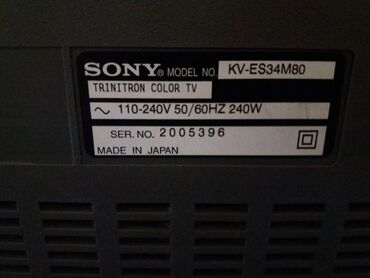 SONY® MODEL NO. KV-ES34M80
TRINITRON COLOR TV
~ 110-240V 50/60HZ 240W
SER. NO. 2005396
MADE IN JAPAN